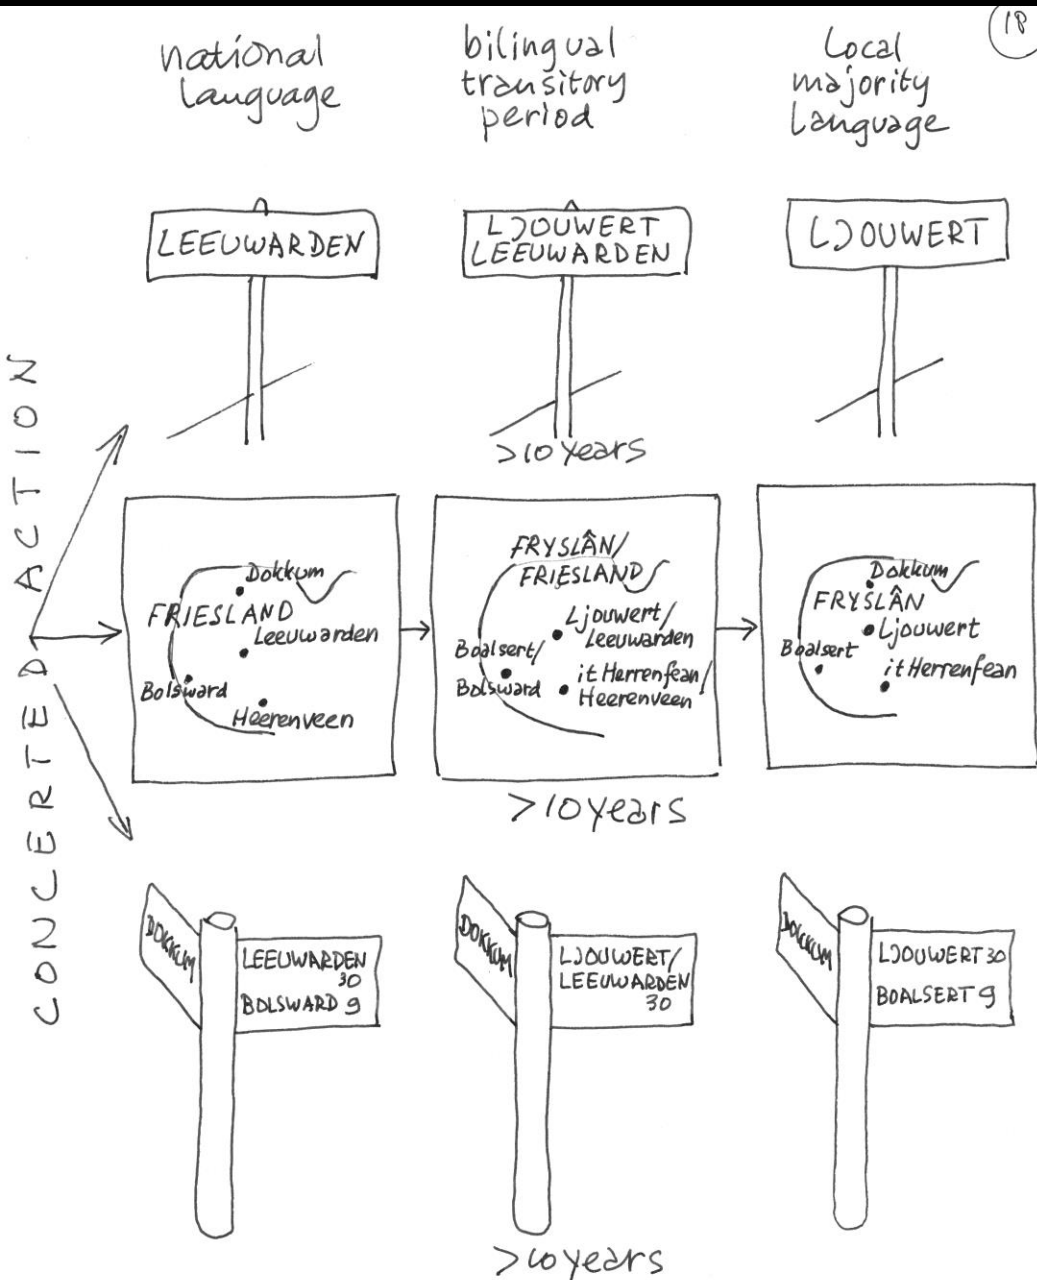 18
national
language
bilingual
transitory
period
Local
majority
language
LEEUWARDEN
LJOUWERT
LEEUWARDEN
LJOUWERT
>10 years
CONCERTED ACTION
Dokkum
FRIESLAND
Leeuwarden
Bolsward
Heerenveen
FRYSLÂN/
FRIESLAND
Ljouwert/
Leeuwarden
Boalsert/
Bolsward
it Herrenfean/
Heerenveen
Dokkum
FRYSLÂN
Ljouwert
Boalsert
it Herrenfean
>10 years
DOKKUM
LEEUWARDEN
30
BOLSWARD 9
DOKKUM
LJOUWERT/
LEEUWARDEN
30
DOKKUM
LJOUWERT 30
BOALSERT 9
>10 years